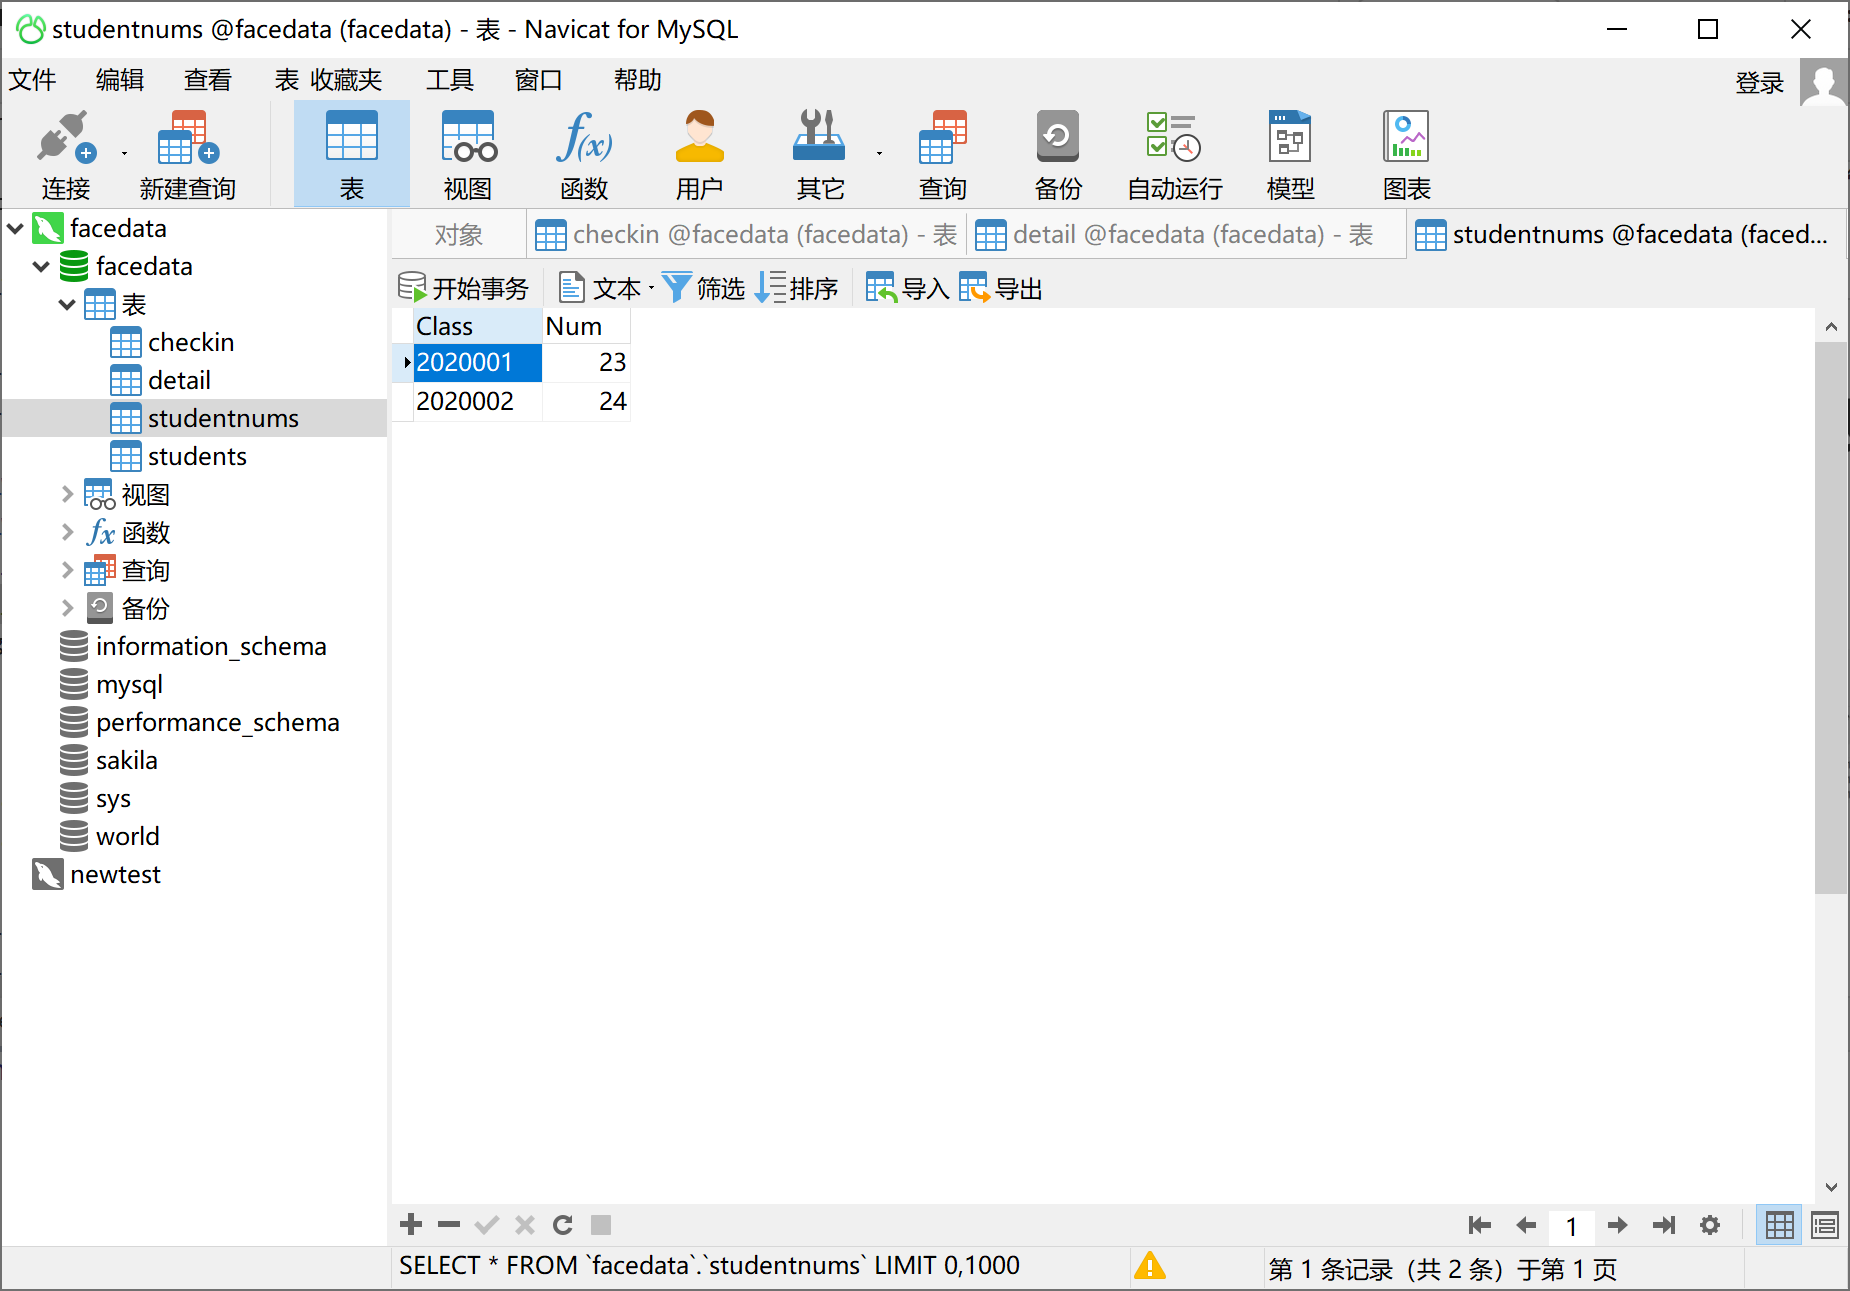 studentnums @facedata (facedata) - 表 - Navicat for MySQL
文件 编辑 查看 表 收藏夹 工具 窗口 帮助 登录
连接 新建查询 表 视图 函数 用户 其它 查询 备份 自动运行 模型 图表
对象 checkin @facedata (facedata) - 表 detail @facedata (facedata) - 表 studentnums @facedata (faced...
开始事务 文本 筛选 排序 导入 导出
facedata
facedata
表
checkin
detail
studentnums
students
视图
函数
查询
备份
information_schema
mysql
performance_schema
sakila
sys
world
newtest
Class Num
2020001 23
2020002 24
1
SELECT * FROM `facedata`.`studentnums` LIMIT 0,1000
第 1 条记录（共 2 条）于第 1 页